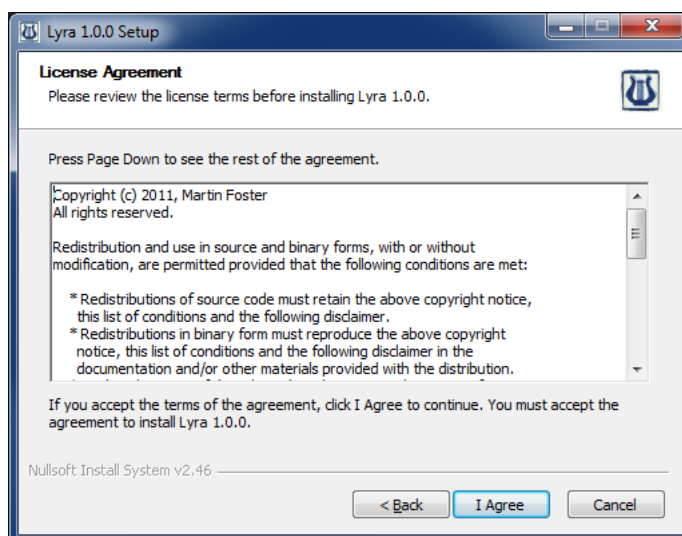 Lyra 1.0.0 Setup
License Agreement
Please review the license terms before installing Lyra 1.0.0.
Press Page Down to see the rest of the agreement.
Copyright (c) 2011, Martin Foster
All rights reserved.
Redistribution and use in source and binary forms, with or without
modification, are permitted provided that the following conditions are met:
* Redistributions of source code must retain the above copyright notice,
this list of conditions and the following disclaimer.
* Redistributions in binary form must reproduce the above copyright
notice, this list of conditions and the following disclaimer in the
documentation and/or other materials provided with the distribution.
If you accept the terms of the agreement, click I Agree to continue. You must accept the
agreement to install Lyra 1.0.0.
Nullsoft Install System v2.46
< Back I Agree Cancel